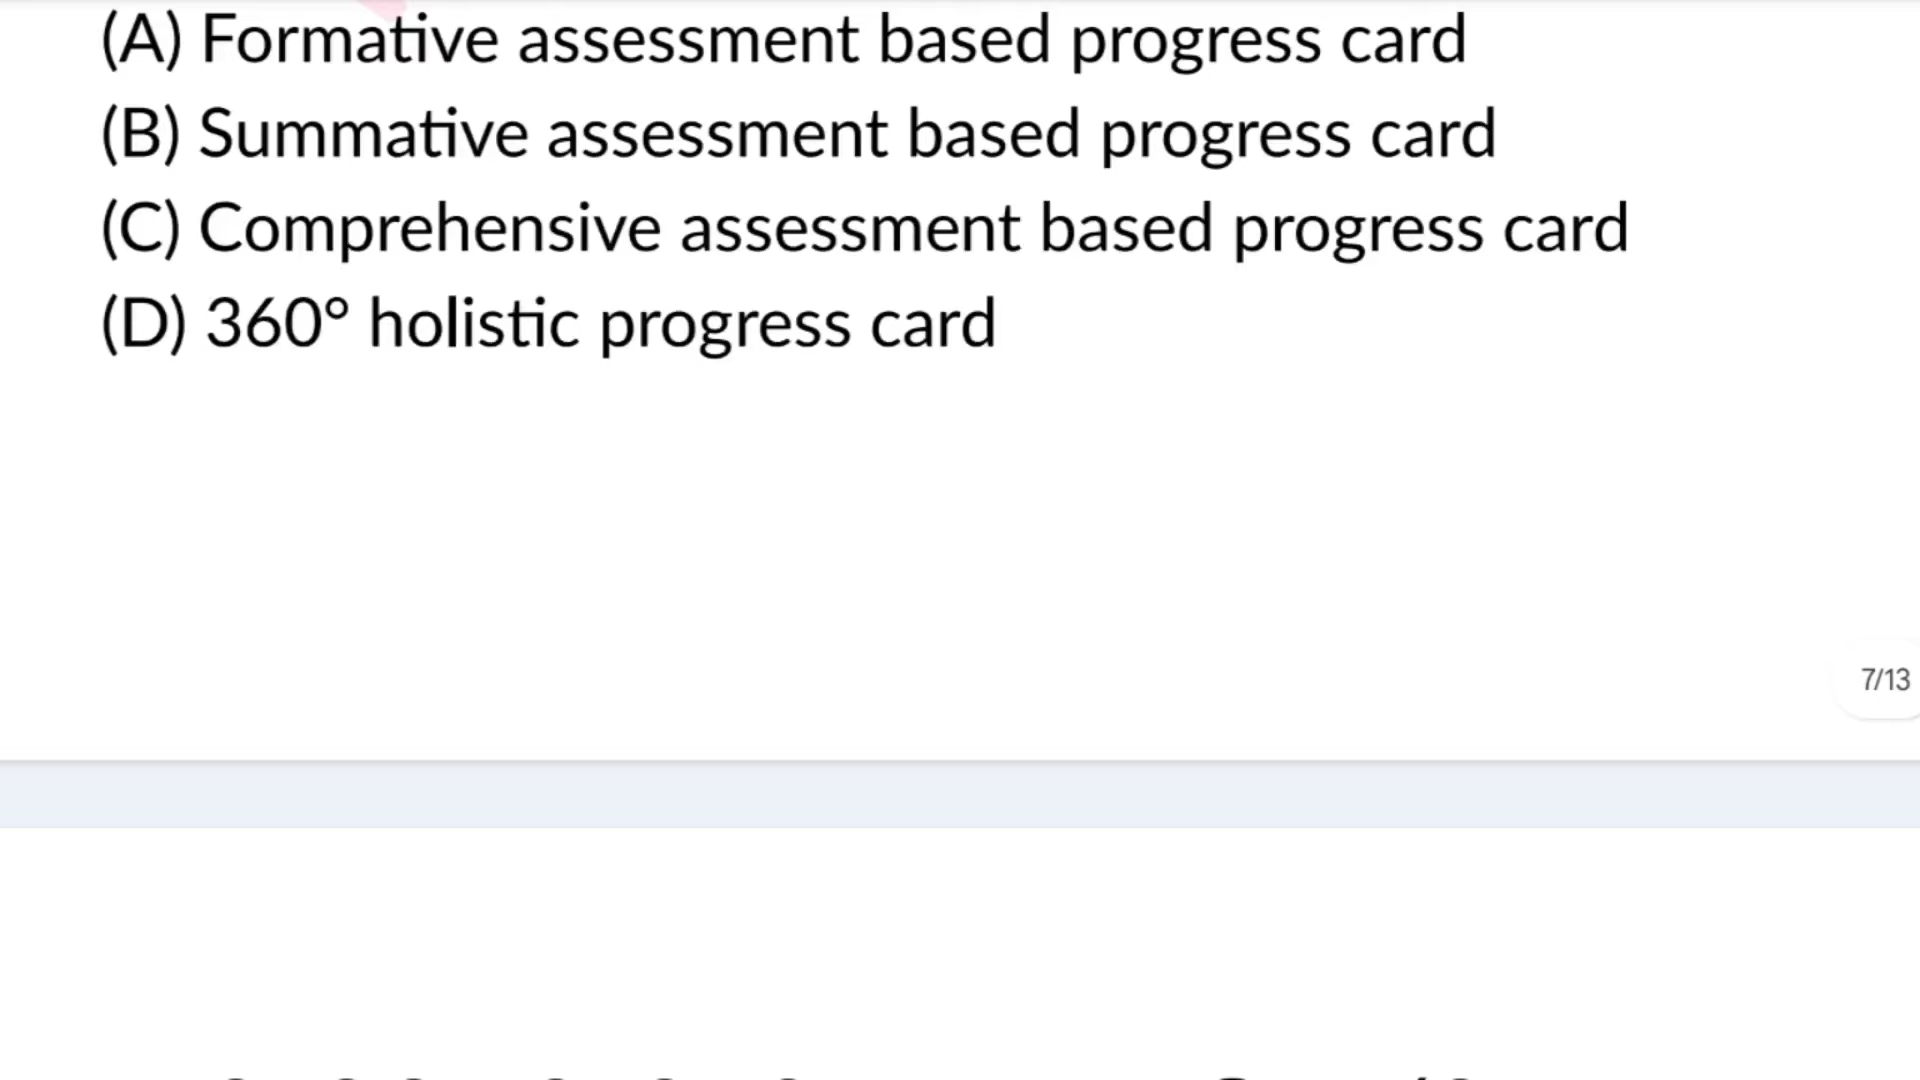 (A) Formative assessment based progress card
(B) Summative assessment based progress card
(C) Comprehensive assessment based progress card
(D) 360° holistic progress card
7/13